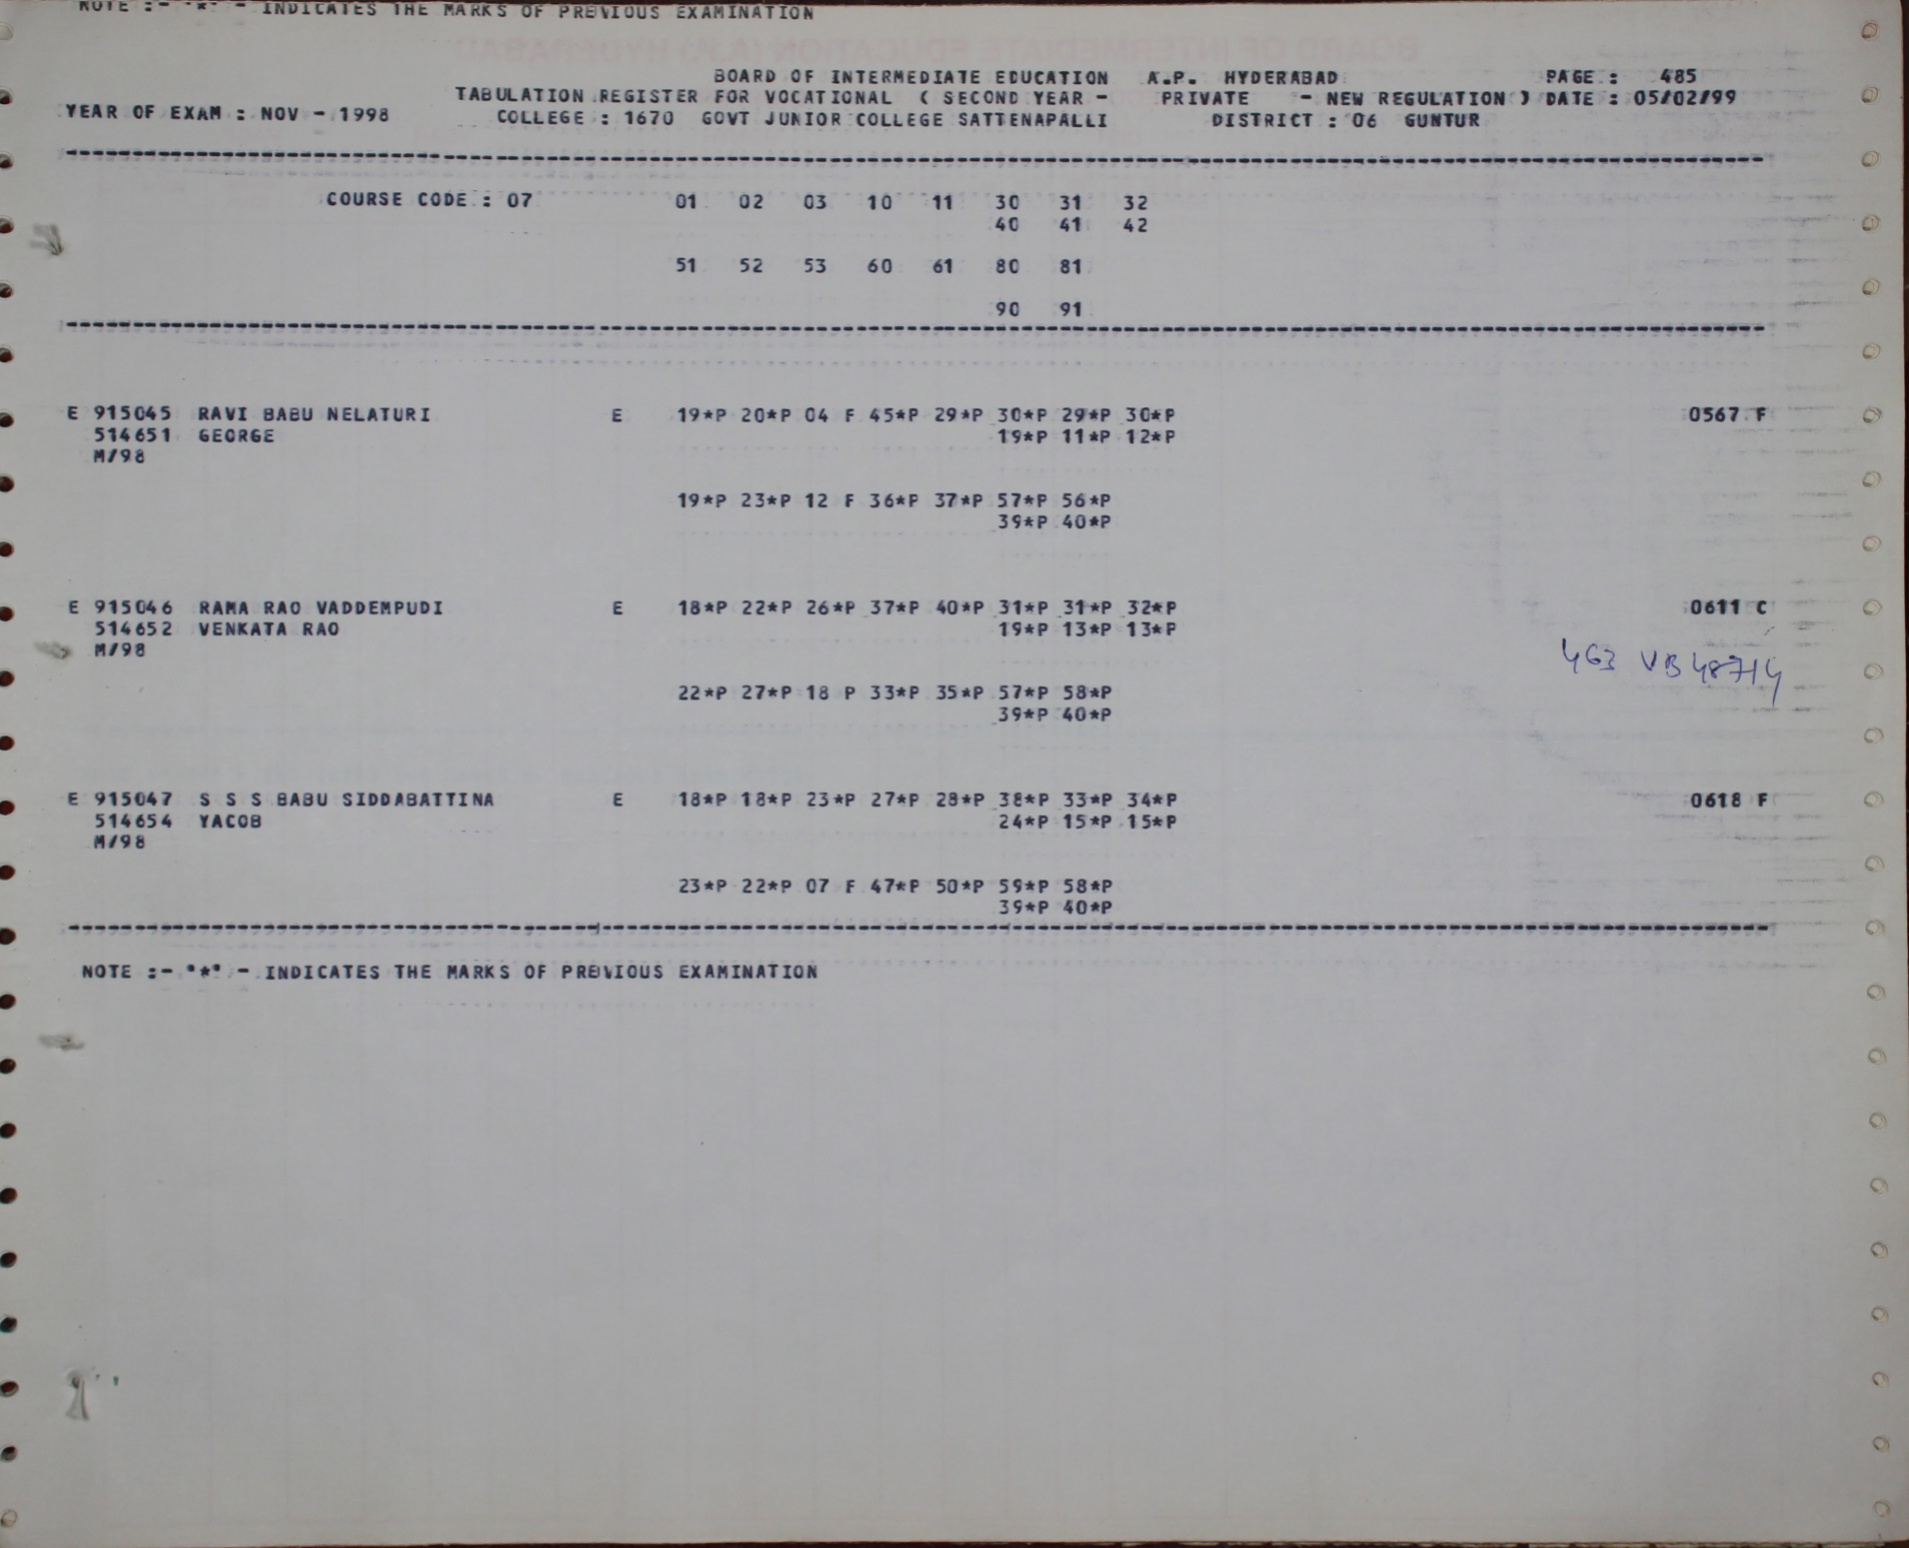 NOTE :- '*' - INDICATES THE MARKS OF PREVIOUS EXAMINATION
BOARD OF INTERMEDIATE EDUCATION A.P. HYDERABAD PAGE : 485
TABULATION REGISTER FOR VOCATIONAL ( SECOND YEAR - PRIVATE - NEW REGULATION ) DATE : 05/02/99
YEAR OF EXAM : NOV - 1998 COLLEGE : 1670 GOVT JUNIOR COLLEGE SATTENAPALLI DISTRICT : 06 GUNTUR
COURSE CODE : 07 01 02 03 10 11 30 31 32
40 41 42
51 52 53 60 61 80 81
90 91
E 915045 RAVI BABU NELATURI E 19*P 20*P 04 F 45*P 29*P 30*P 29*P 30*P 0567 F
514651 GEORGE 19*P 11*P 12*P
M/98
19*P 23*P 12 F 36*P 37*P 57*P 56*P
39*P 40*P
E 915046 RAMA RAO VADDEMPUDI E 18*P 22*P 26*P 37*P 40*P 31*P 31*P 32*P 0611 C
514652 VENKATA RAO 19*P 13*P 13*P
M/98 463 VB48714
22*P 27*P 18 P 33*P 35*P 57*P 58*P
39*P 40*P
E 915047 S S S BABU SIDDABATTINA E 18*P 18*P 23*P 27*P 28*P 38*P 33*P 34*P 0618 F
514654 YACOB 24*P 15*P 15*P
M/98
23*P 22*P 07 F 47*P 50*P 59*P 58*P
39*P 40*P
NOTE :- '*' - INDICATES THE MARKS OF PREVIOUS EXAMINATION